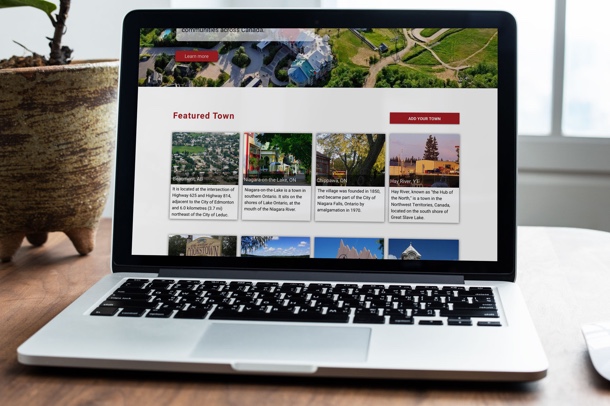 communities across Canada.
Learn more
Featured Town
ADD YOUR TOWN
Beaumont, AB
Niagara-on-the-Lake, ON
Chippawa, ON
Hay River, YT
It is located at the intersection of
Highway 625 and Highway 814,
adjacent to the City of Edmonton
and 6.0 kilometres (3.7 mi)
northeast of the City of Leduc.
Niagara-on-the-Lake is a town in
southern Ontario. It sits on the
shores of Lake Ontario, at the
mouth of the Niagara River.
The village was founded in 1850,
and became part of the City of
Niagara Falls, Ontario by
amalgamation in 1970.
Hay River, known as "the Hub of
the North," is a town in the
Northwest Territories, Canada,
located on the south shore of
Great Slave Lake.